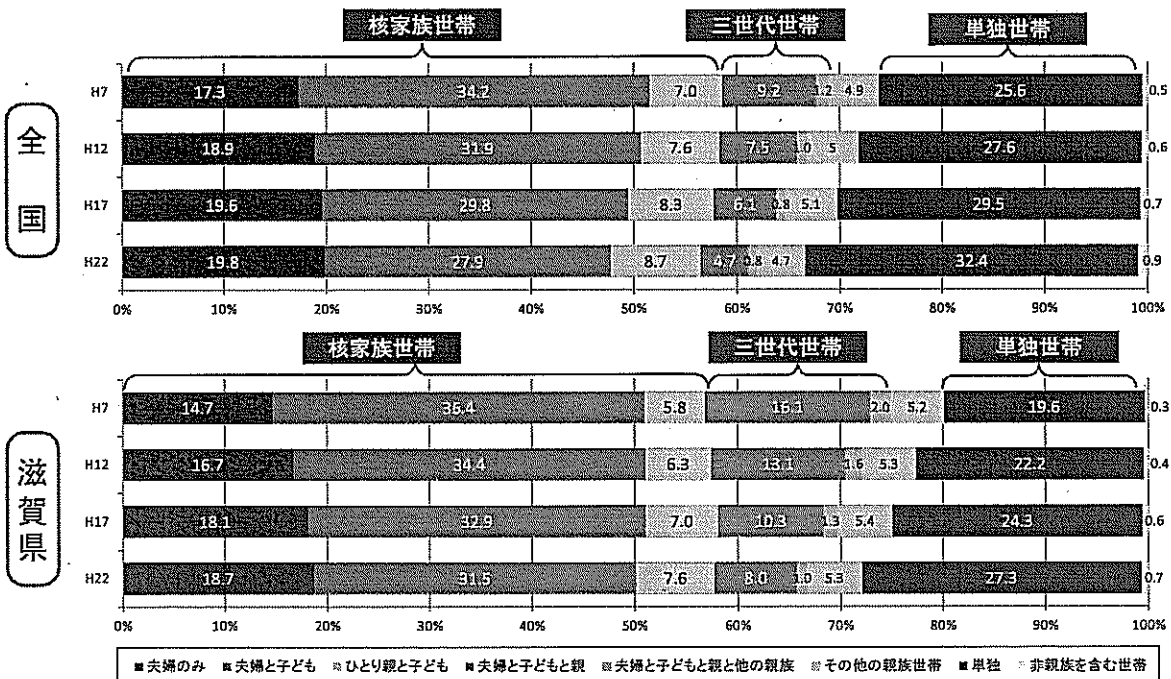 核家族世帯 三世代世帯 単独世帯
全国
H7 17.3 34.2 7.0 9.2 1.2 4.9 25.6 0.5
H12 18.9 31.9 7.6 7.5 1.0 5 27.6 0.6
H17 19.6 29.8 8.3 6.1 0.8 5.1 29.5 0.7
H22 19.8 27.9 8.7 4.7 0.8 4.7 32.4 0.9
0% 10% 20% 30% 40% 50% 60% 70% 80% 90% 100%
核家族世帯 三世代世帯 単独世帯
滋賀県
H7 14.7 36.4 5.8 16.1 2.0 5.2 19.6 0.3
H12 16.7 34.4 6.3 13.1 1.6 5.3 22.2 0.4
H17 18.1 32.9 7.0 10.3 1.3 5.4 24.3 0.6
H22 18.7 31.5 7.6 8.0 1.0 5.3 27.3 0.7
0% 10% 20% 30% 40% 50% 60% 70% 80% 90% 100%
夫婦のみ 夫婦と子ども ひとり親と子ども 夫婦と子どもと親 夫婦と子どもと親と他の親族 その他の親族世帯 単独 非親族を含む世帯